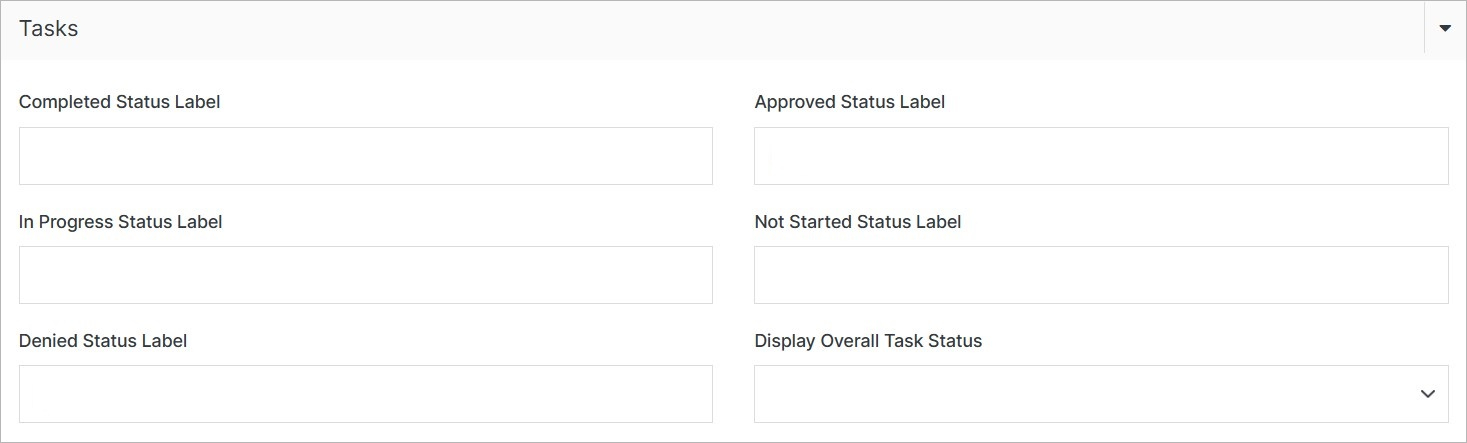 Tasks
Completed Status Label
Approved Status Label
In Progress Status Label
Not Started Status Label
Denied Status Label
Display Overall Task Status